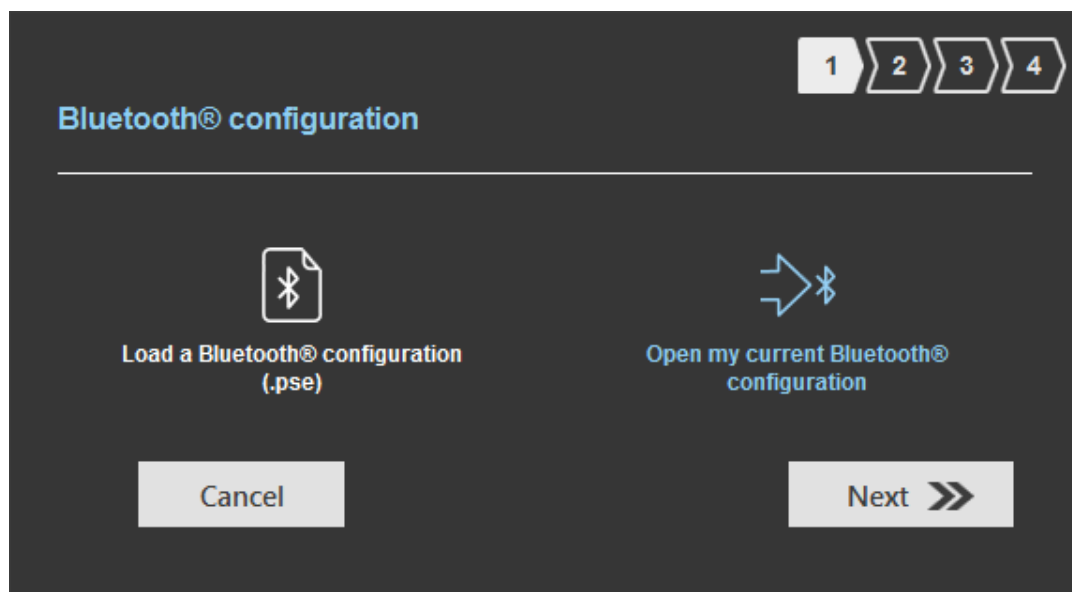 1 2 3 4
Bluetooth® configuration
Load a Bluetooth® configuration
(.pse)
Open my current Bluetooth®
configuration
Cancel
Next